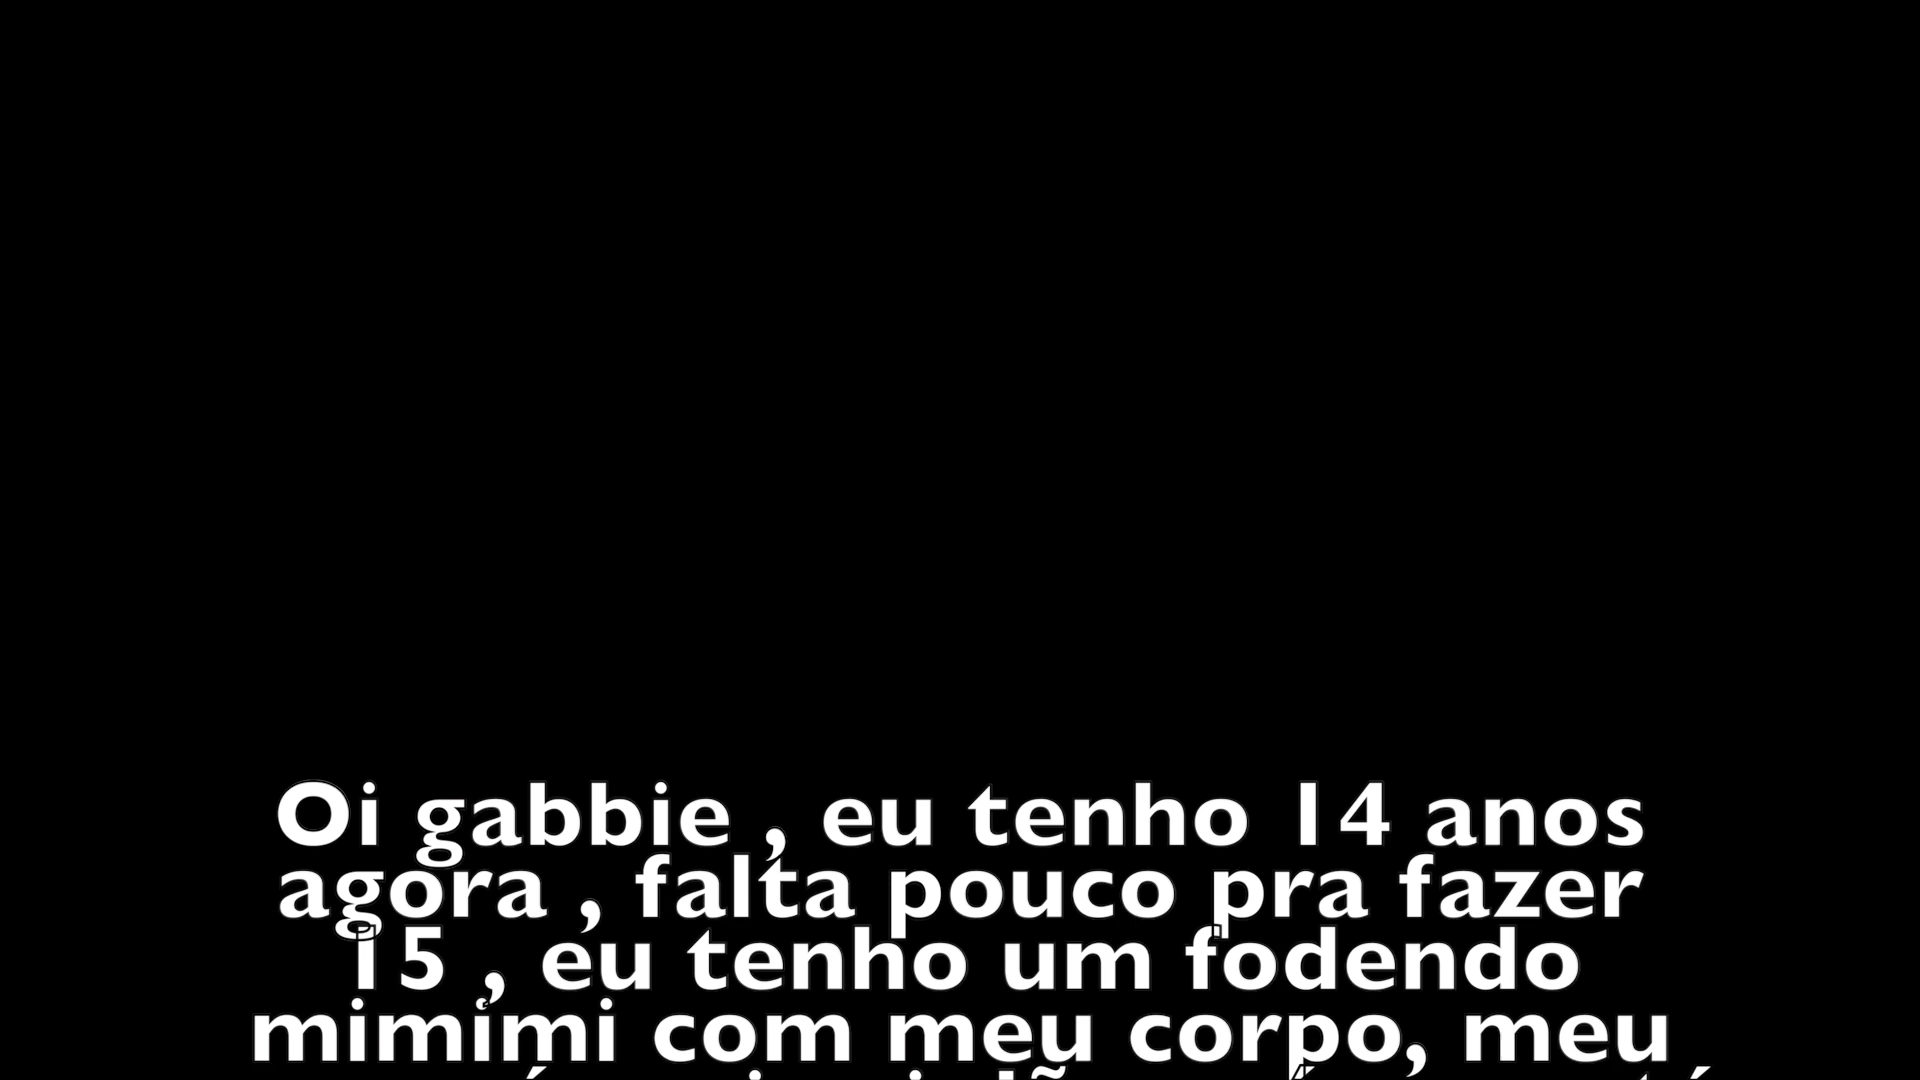 Oi gabbie , eu tenho 14 anos
agora , falta pouco pra fazer
15 , eu tenho um fodendo
mimimi com meu corpo, meu